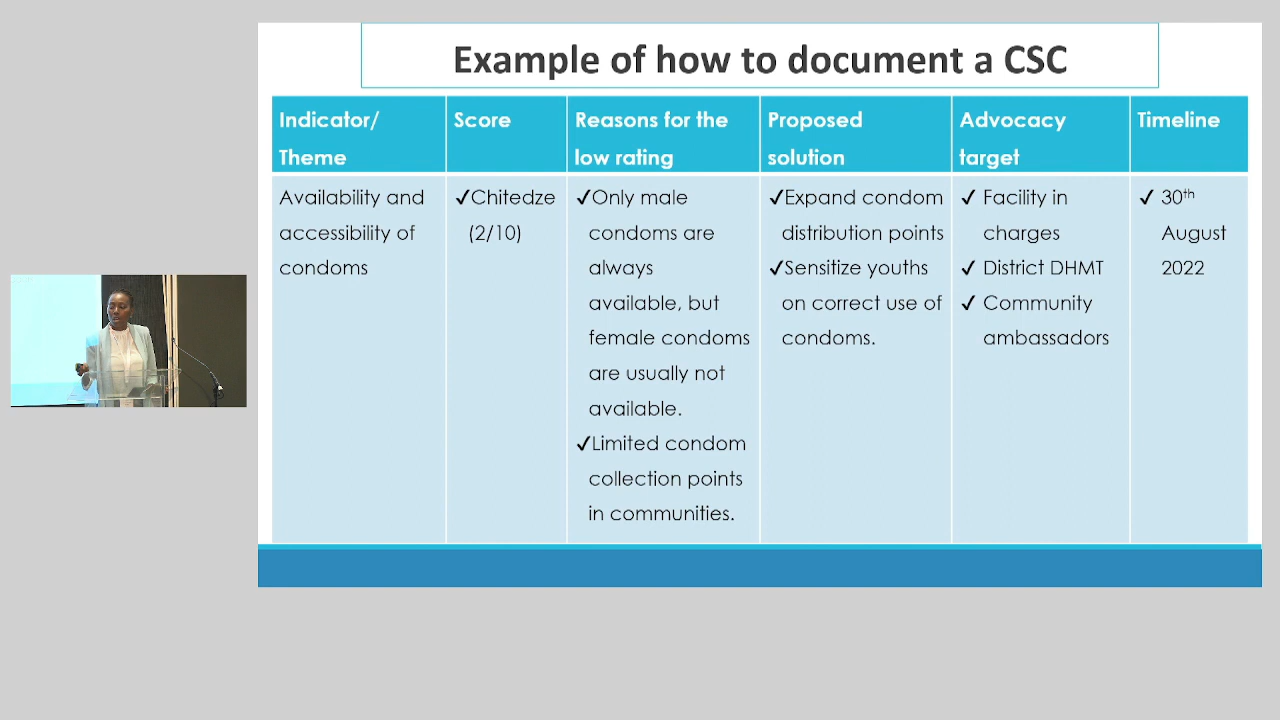 Example of how to document a CSC
Indicator/
Theme
Score
Reasons for the
low rating
Proposed
solution
Advocacy
target
Timeline
Availability and
accessibility of
condoms
✓Chitedze
(2/10)
✓Only male
condoms are
always
available, but
female condoms
are usually not
available.
✓Limited condom
collection points
in communities.
✓Expand condom
distribution points
✓Sensitize youths
on correct use of
condoms.
✓ Facility in
charges
✓ District DHMT
✓ Community
ambassadors
✓ 30th
August
2022